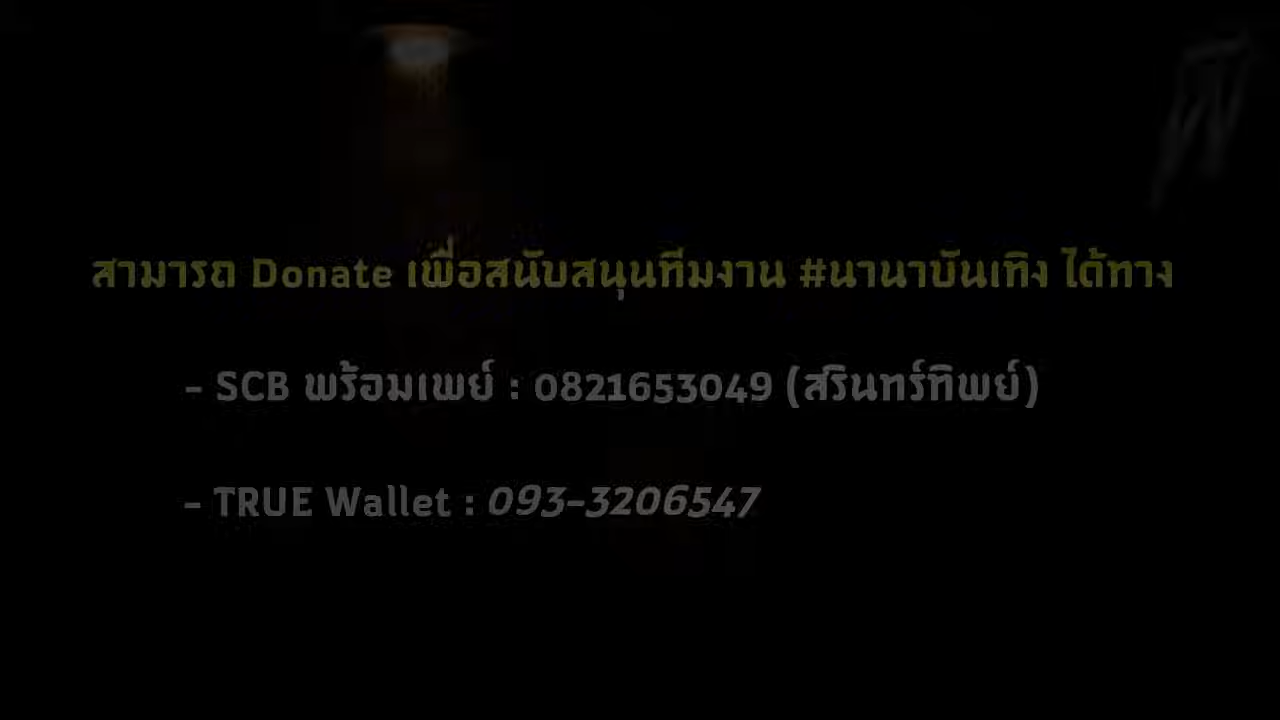 สามารถ Donate เพื่อสนับสนุนทีมงาน #นานาบันเทิง ได้ทาง
- SCB พร้อมเพย์ : 0821653049 (สรินทร์ทิพย์)
- TRUE Wallet : 093-3206547